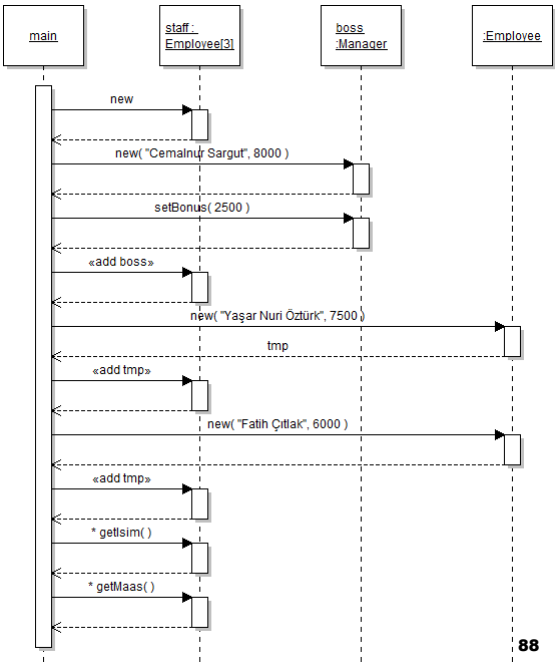 main
staff :
Employee[3]
boss
:Manager
:Employee
new
new( "Cemalnur Sargut", 8000 )
setBonus( 2500 )
«add boss»
new( "Yaşar Nuri Öztürk", 7500 )
tmp
«add tmp»
new( "Fatih Çıtlak", 6000 )
«add tmp»
* getIsim( )
* getMaas( )
88